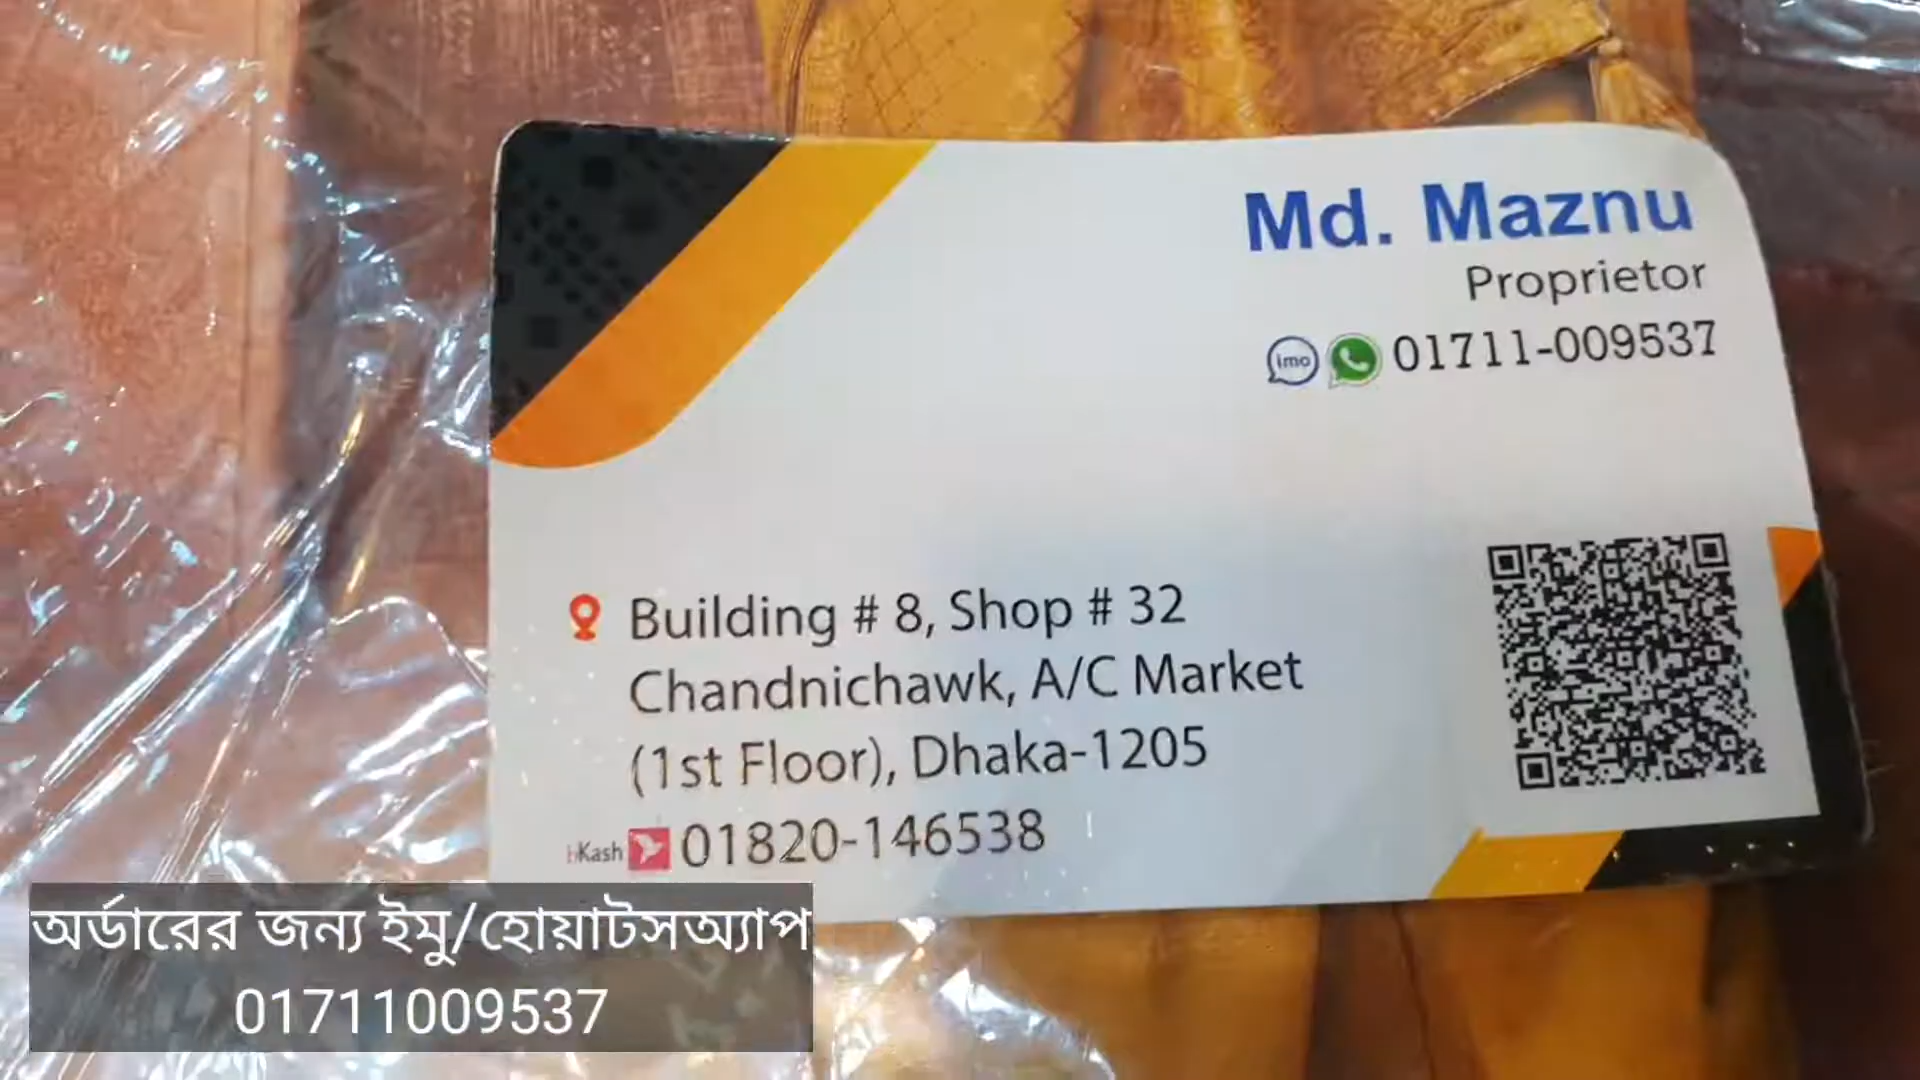 Md. Maznu
Proprietor
imo 01711-009537
Building # 8, Shop # 32
Chandnichawk, A/C Market
(1st Floor), Dhaka-1205
bKash 01820-146538
অর্ডারের জন্য ইমু/হোয়াটসঅ্যাপ
01711009537